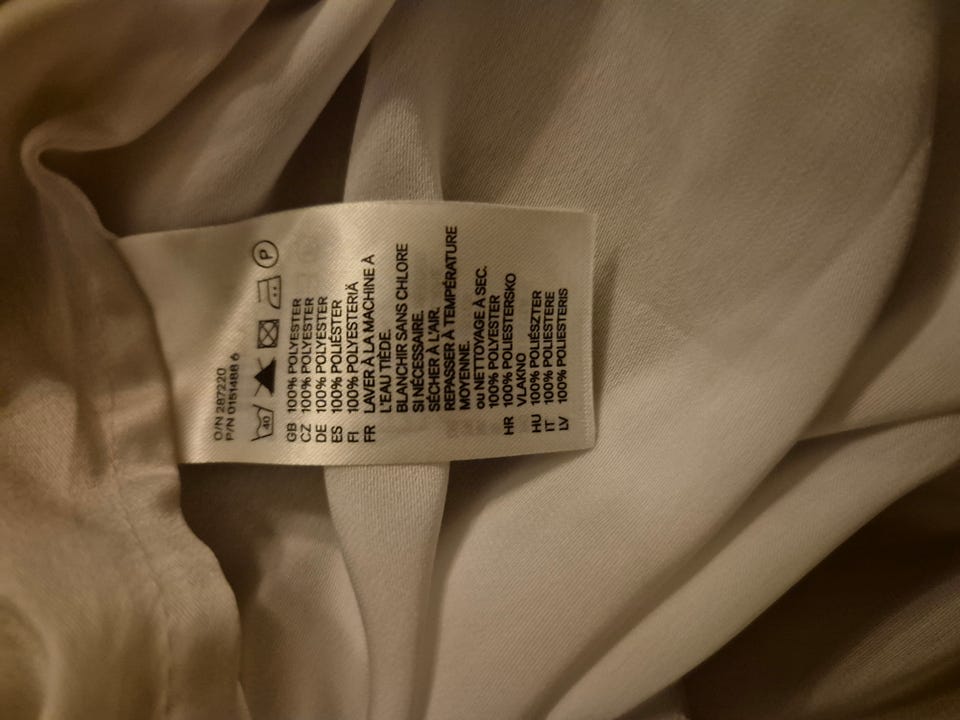 O/N 287220
P/N 0151488 6
40 P
GB 100% POLYESTER
CZ 100% POLYESTER
DE 100% POLYESTER
ES 100% POLIÉSTER
FI 100% POLYESTERIÄ
FR LAVER À LA MACHINE À
L'EAU TIÈDE.
BLANCHIR SANS CHLORE
SI NÉCESSAIRE.
SÉCHER À L'AIR.
REPASSER À TEMPÉRATURE
MOYENNE.
ou NETTOYAGE À SEC.
100% POLYESTER
HR 100% POLIESTERSKO
VLAKNO
HU 100% POLIÉSZTER
IT 100% POLIESTERE
LV 100% POLIESTERIS